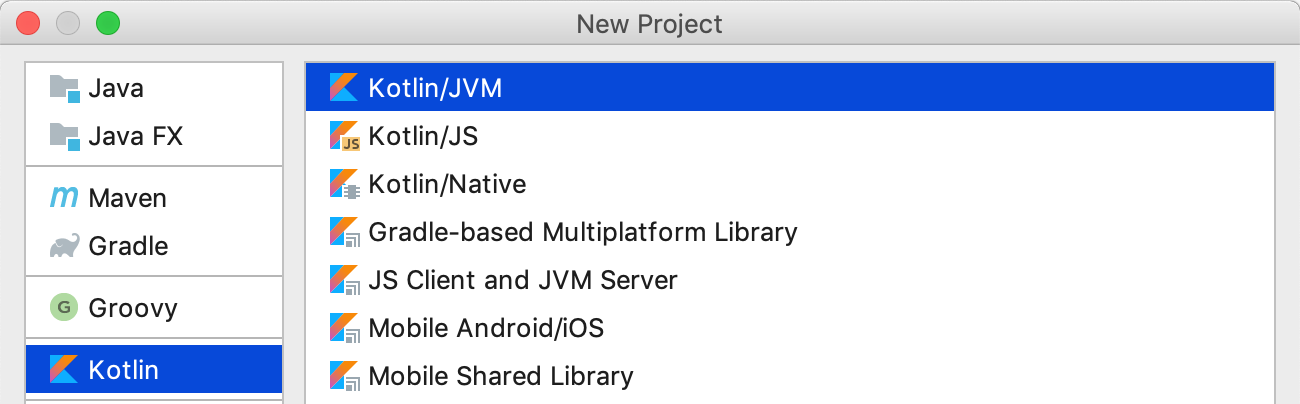 New Project
Java
Java FX
Maven
Gradle
G Groovy
Kotlin
Kotlin/JVM
JS Kotlin/JS
Kotlin/Native
Gradle-based Multiplatform Library
JS Client and JVM Server
Mobile Android/iOS
Mobile Shared Library